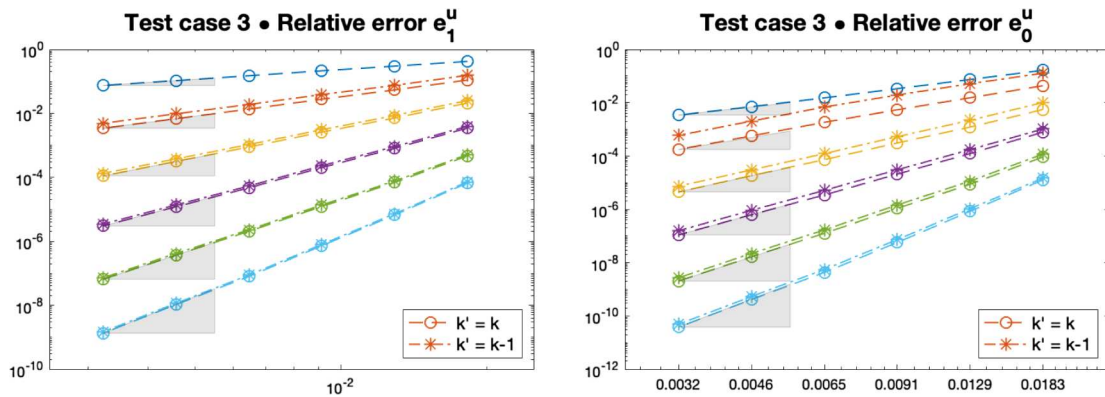 Test case 3 • Relative error e₁ᵘ
10⁰
10⁻²
10⁻⁴
10⁻⁶
10⁻⁸
10⁻¹⁰
10⁻²
k' = k
k' = k-1
Test case 3 • Relative error e₀ᵘ
10⁰
10⁻²
10⁻⁴
10⁻⁶
10⁻⁸
10⁻¹⁰
10⁻¹²
0.0032 0.0046 0.0065 0.0091 0.0129 0.0183
k' = k
k' = k-1